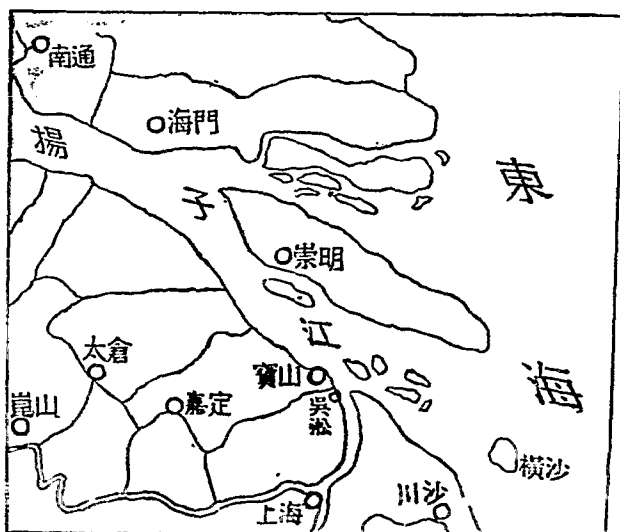 南通
海門
揚子江
東海
崇明
太倉
寶山
崑山
嘉定
吳淞
橫沙
川沙
上海